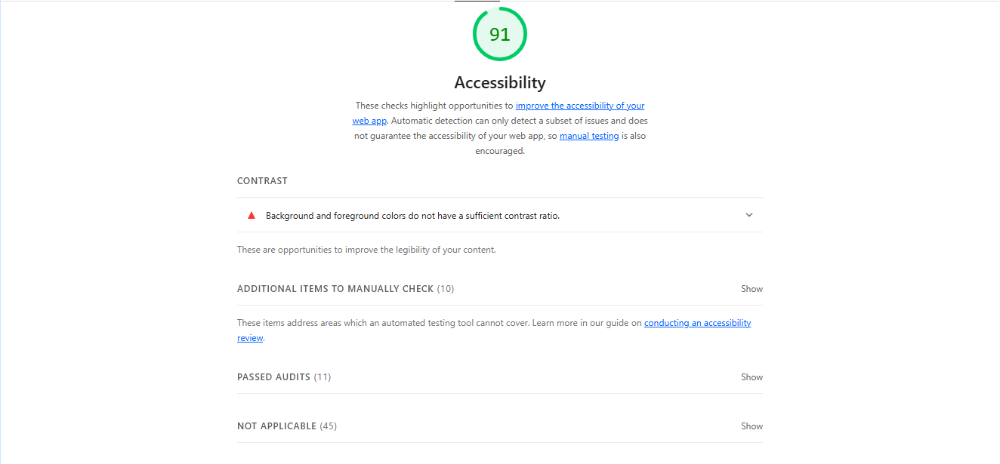 91
Accessibility
These checks highlight opportunities to improve the accessibility of your
web app. Automatic detection can only detect a subset of issues and does
not guarantee the accessibility of your web app, so manual testing is also
encouraged.
CONTRAST
Background and foreground colors do not have a sufficient contrast ratio.
These are opportunities to improve the legibility of your content.
ADDITIONAL ITEMS TO MANUALLY CHECK (10) Show
These items address areas which an automated testing tool cannot cover. Learn more in our guide on conducting an accessibility
review.
PASSED AUDITS (11) Show
NOT APPLICABLE (45) Show